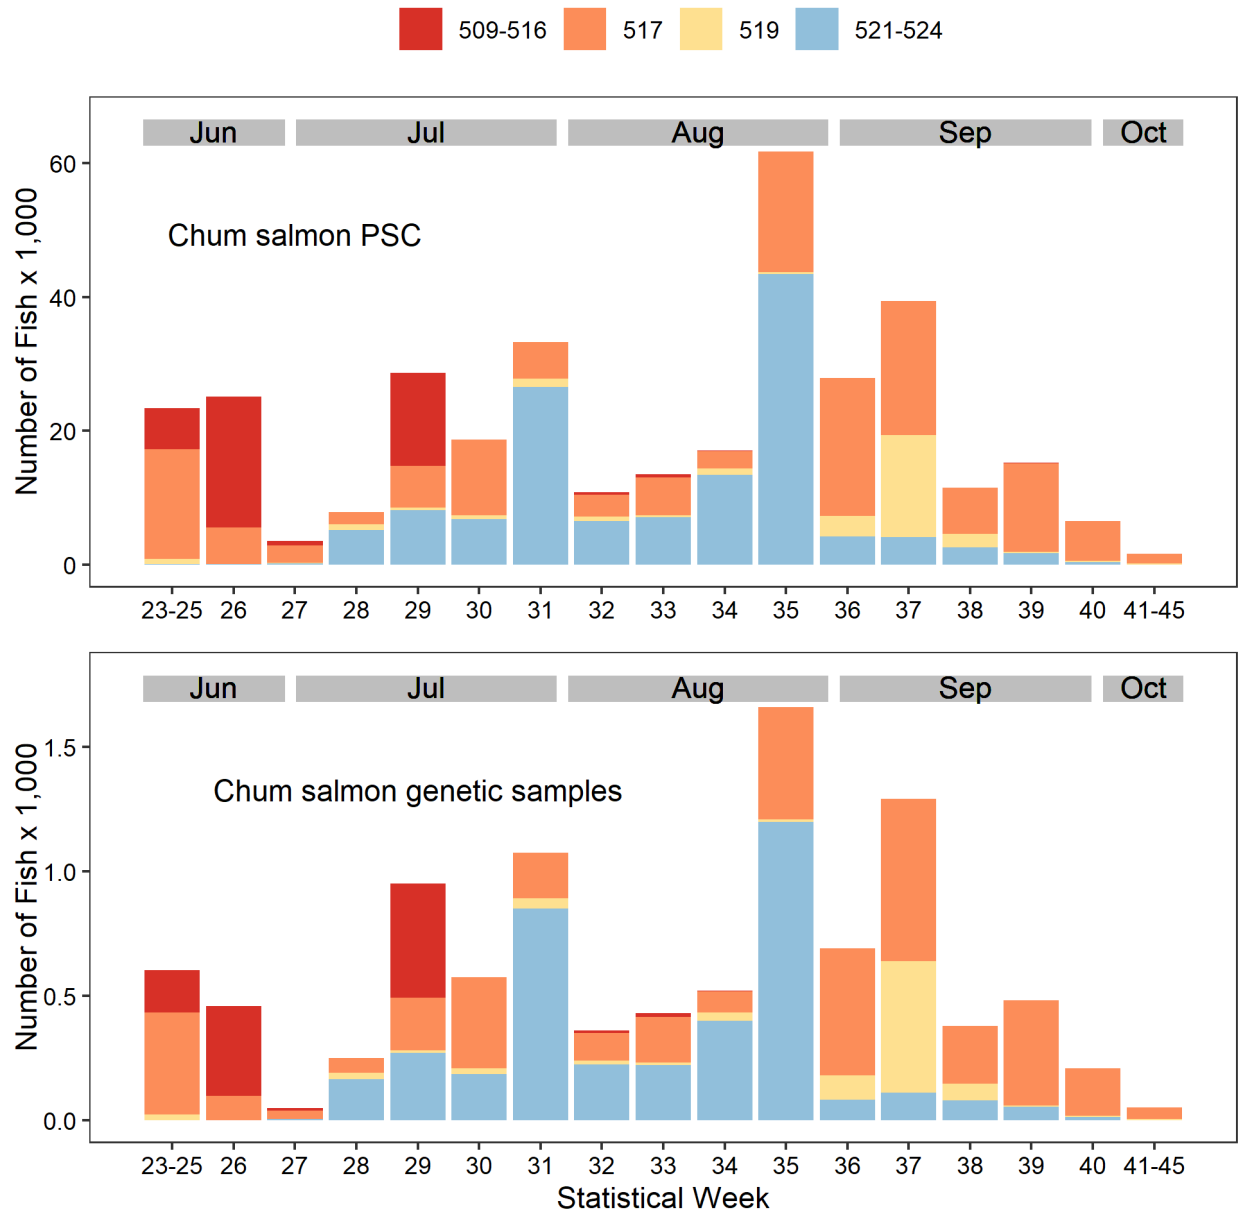 509-516 517 519 521-524
Jun Jul Aug Sep Oct
60
40
20
0
Number of Fish x 1,000
Chum salmon PSC
23-25 26 27 28 29 30 31 32 33 34 35 36 37 38 39 40 41-45
Jun Jul Aug Sep Oct
1.5
1.0
0.5
0.0
Number of Fish x 1,000
Chum salmon genetic samples
23-25 26 27 28 29 30 31 32 33 34 35 36 37 38 39 40 41-45
Statistical Week